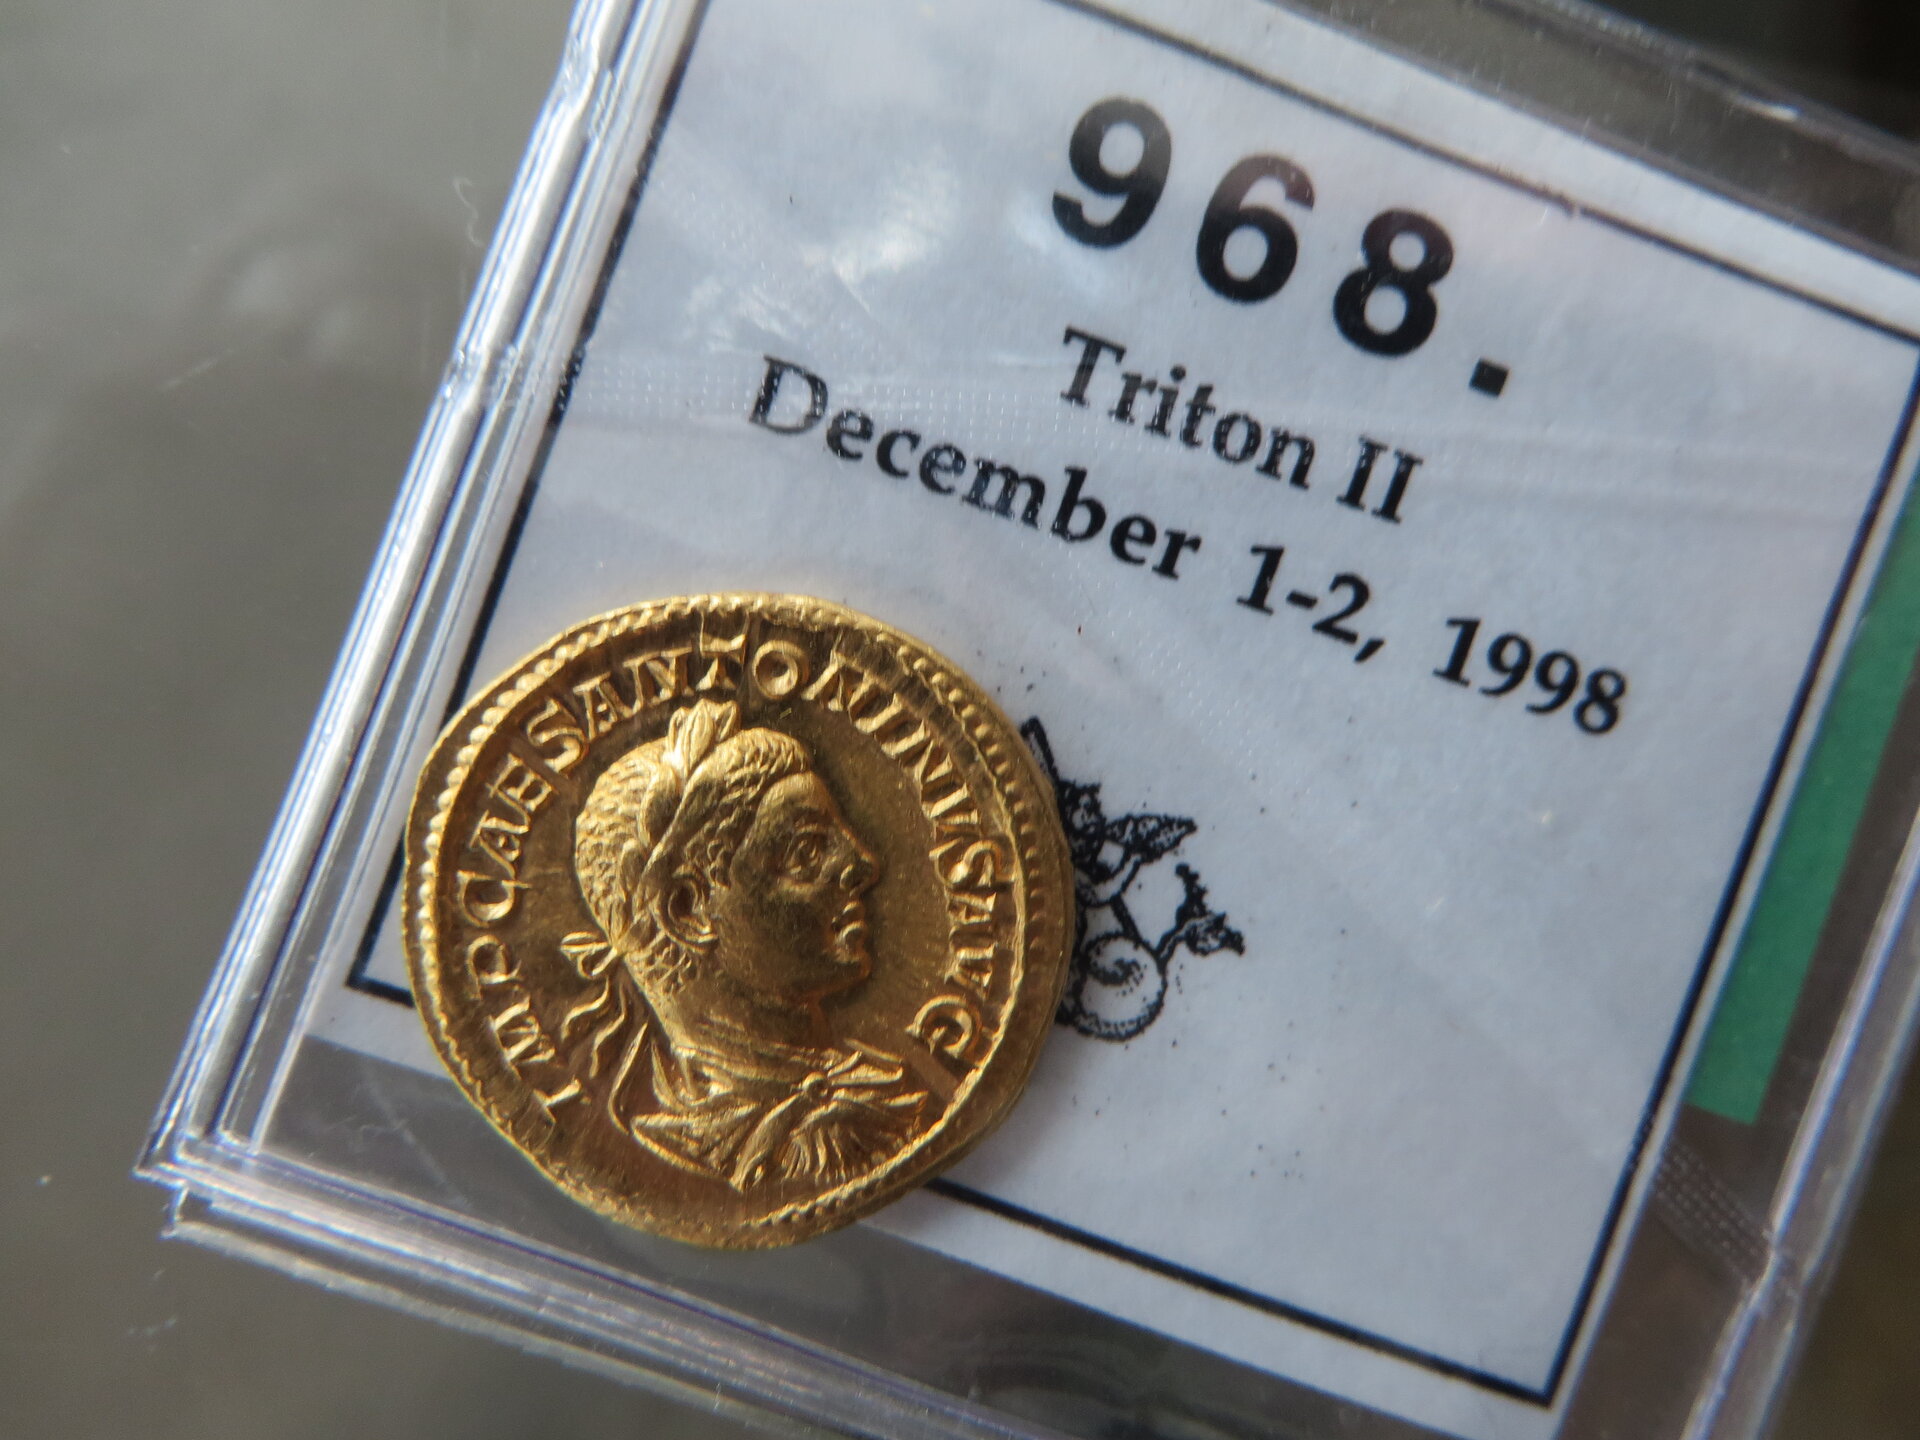 968.
Triton II
December 1-2, 1998
IMPCAESANTONINVSAVG